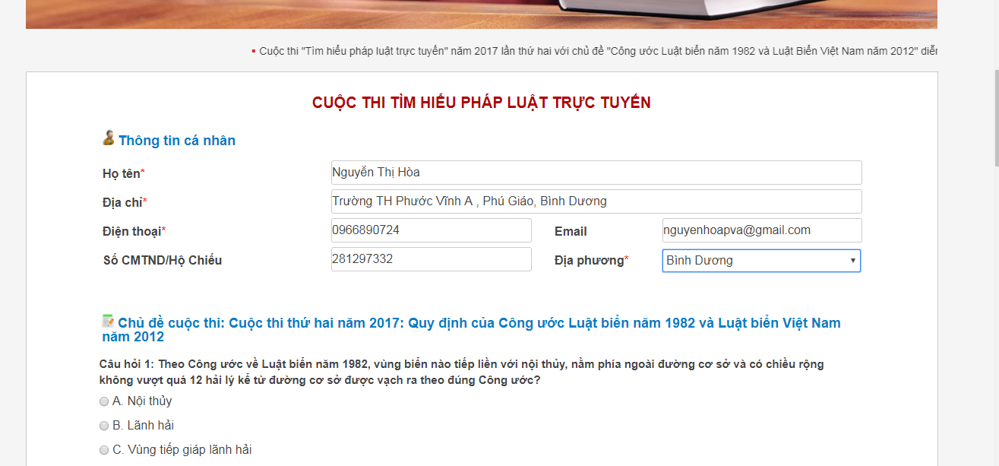 Cuộc thi "Tìm hiểu pháp luật trực tuyến" năm 2017 lần thứ hai với chủ đề "Công ước Luật biển năm 1982 và Luật Biển Việt Nam năm 2012"
CUỘC THI TÌM HIỂU PHÁP LUẬT TRỰC TUYẾN
Thông tin cá nhân
Họ tên* Nguyễn Thị Hòa
Địa chỉ* Trường TH Phước Vĩnh A , Phú Giáo, Bình Dương
Điện thoại* 0966890724 Email nguyenhoapva@gmail.com
Số CMTND/Hộ Chiếu 281297332 Địa phương* Bình Dương
Chủ đề cuộc thi: Cuộc thi thứ hai năm 2017: Quy định của Công ước Luật biển năm 1982 và Luật biển Việt Nam
năm 2012
Câu hỏi 1: Theo Công ước về Luật biển năm 1982, vùng biển nào tiếp liền với nội thủy, nằm phía ngoài đường cơ sở và có chiều rộng
không vượt quá 12 hải lý kể từ đường cơ sở được vạch ra theo đúng Công ước?
A. Nội thủy
B. Lãnh hải
C. Vùng tiếp giáp lãnh hải